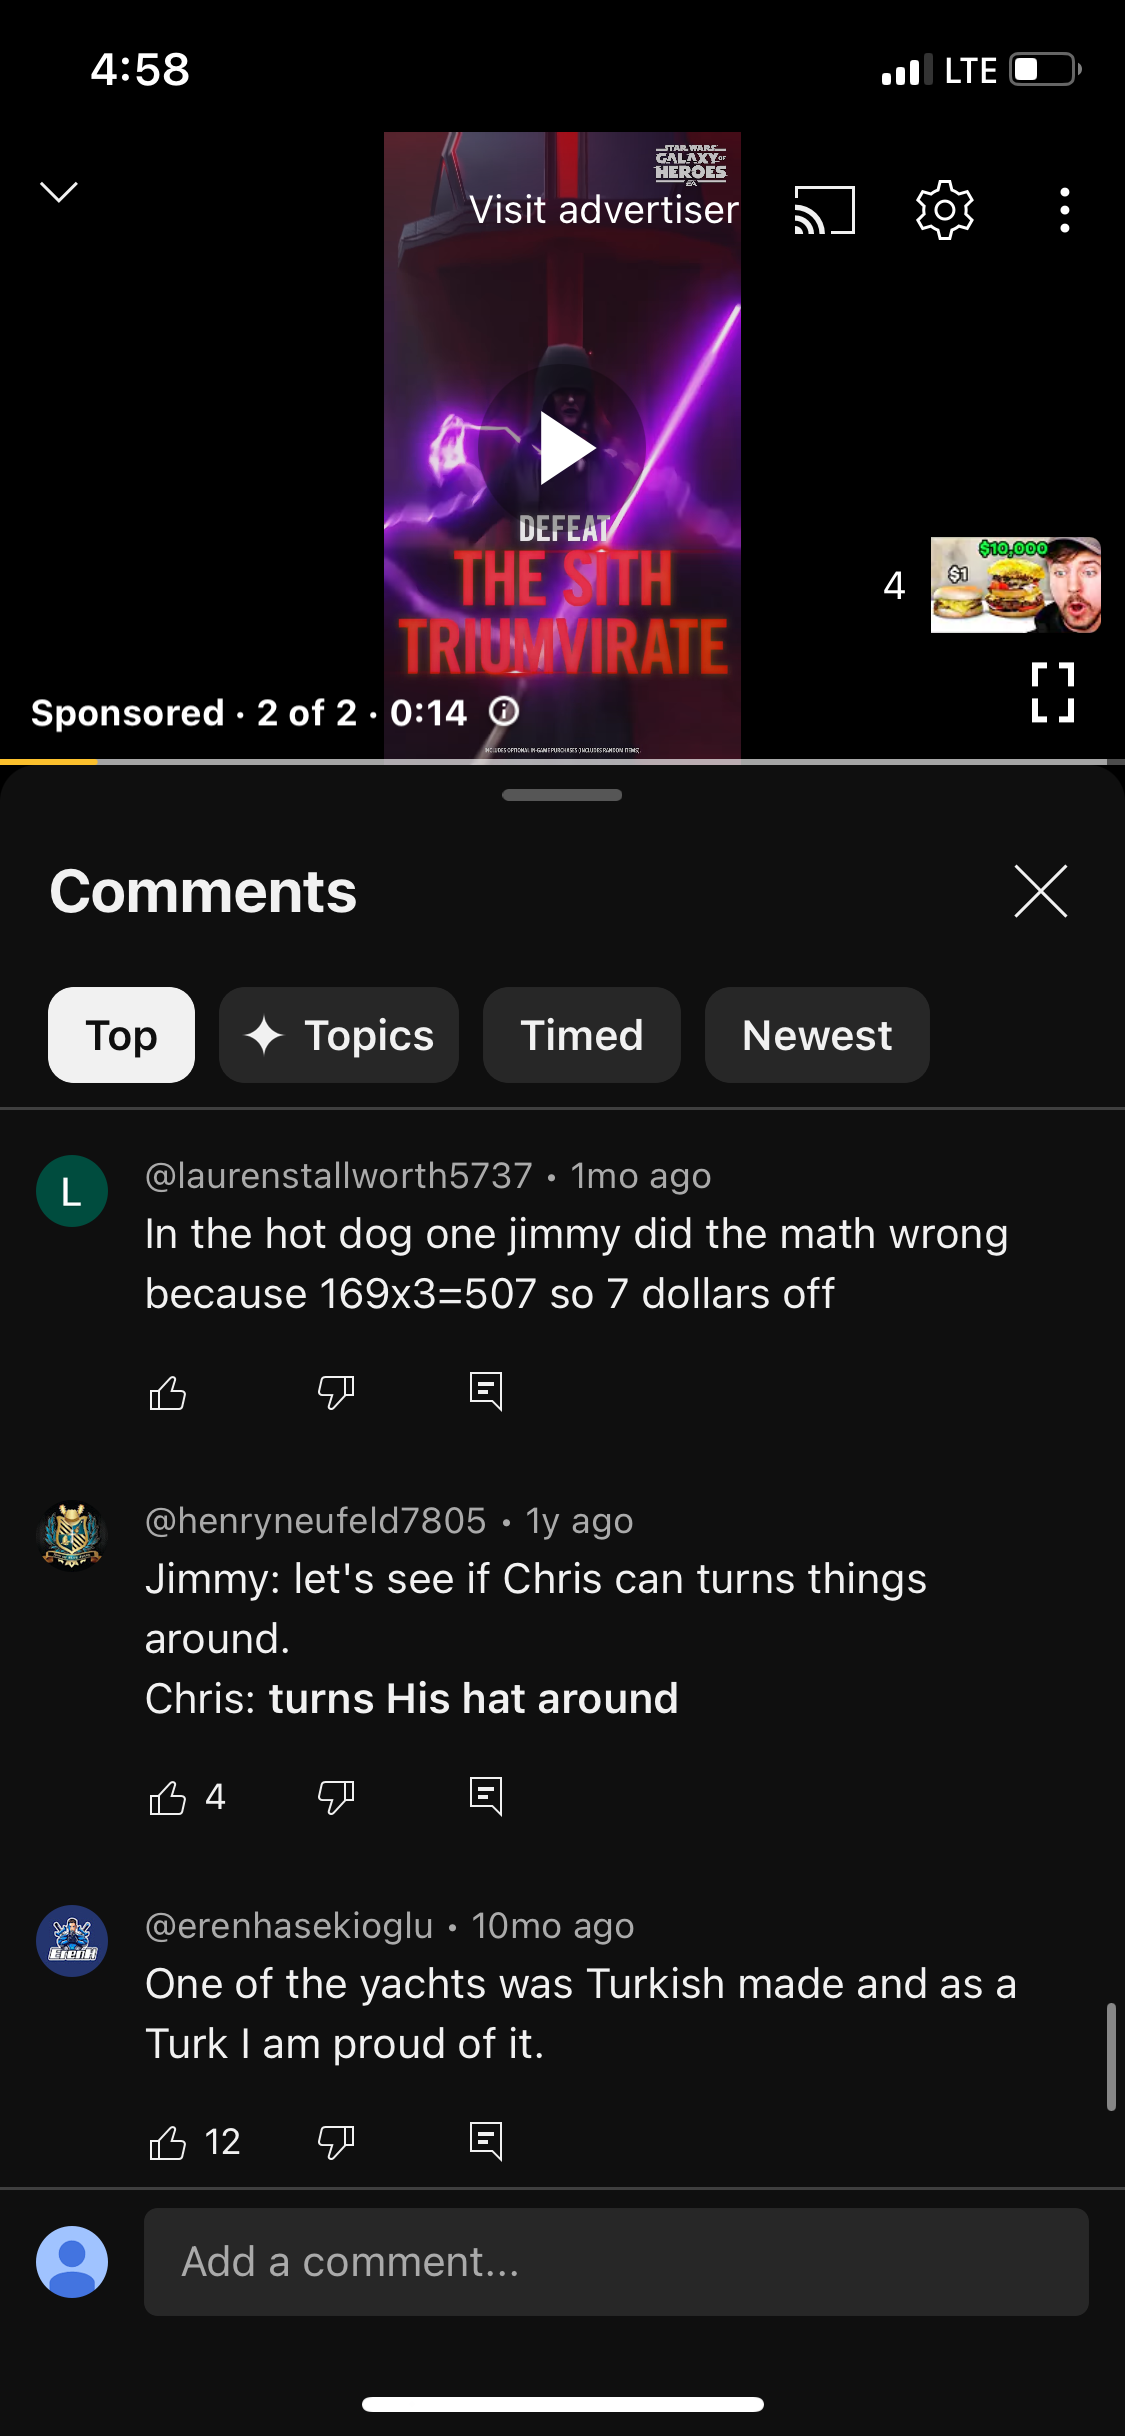 4:58
LTE
STAR WARS
GALAXY OF
HEROES
EA
Visit advertiser
DEFEAT
THE SITH
TRIUMVIRATE
4
$1
$10,000
Sponsored · 2 of 2 · 0:14
INCLUDES OPTIONAL IN-GAME PURCHASES (INCLUDES RANDOM ITEMS).
Comments
Top
Topics
Timed
Newest
L
@laurenstallworth5737 • 1mo ago
In the hot dog one jimmy did the math wrong
because 169x3=507 so 7 dollars off
@henryneufeld7805 • 1y ago
Jimmy: let's see if Chris can turns things
around.
Chris: turns His hat around
4
ErenH
@erenhasekioglu • 10mo ago
One of the yachts was Turkish made and as a
Turk I am proud of it.
12
Add a comment...